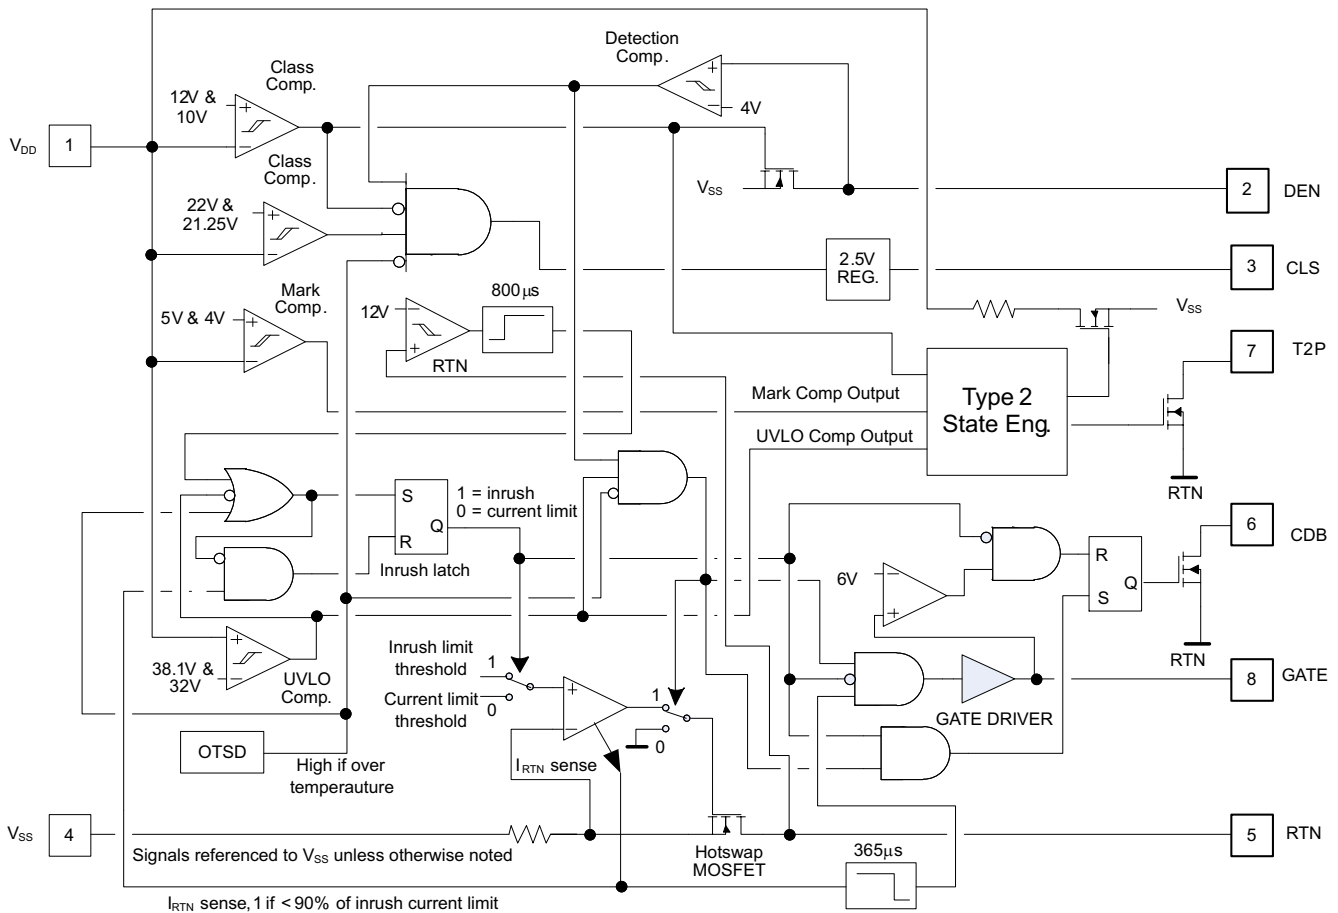 Detection
Comp.
Class
Comp.
12V &
10V
+
−
+
−
4V
VDD
1
Class
Comp.
22V &
21.25V
+
−
VSS
2
DEN
2.5V
REG.
3
CLS
Mark
Comp.
5V & 4V
+
−
12V
−
+
RTN
800µs
VSS
7
T2P
Type 2
State Eng.
Mark Comp Output
UVLO Comp Output
RTN
S
R
Q
1 = inrush
0 = current limit
Inrush latch
6
CDB
6V
−
+
R
S
Q
RTN
+
−
38.1V &
32V
UVLO
Comp.
Inrush limit
threshold
1
Current limit
threshold
0
+
−
1
0
IRTN sense
GATE DRIVER
8
GATE
OTSD
High if over
temperauture
VSS
4
Signals referenced to VSS unless otherwise noted
Hotswap
MOSFET
5
RTN
365µs
IRTN sense,1 if < 90% of inrush current limit